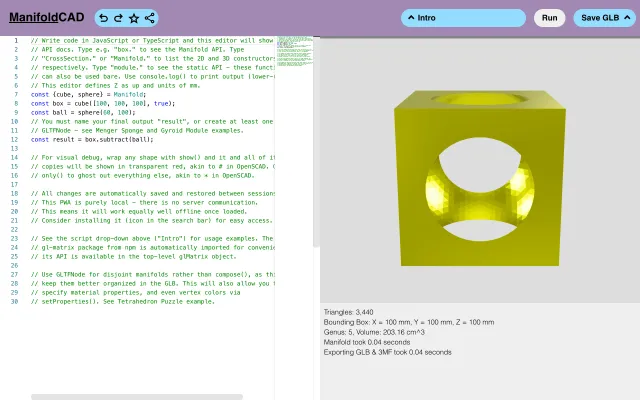 ManifoldCAD
Intro
Run
Save GLB
1 // Write code in JavaScript or TypeScript and this editor will show
2 // API docs. Type e.g. "box." to see the Manifold API. Type
3 // "CrossSection." or "Manifold." to list the 2D and 3D constructors
4 // respectively. Type "module." to see the static API - these functi
5 // can also be used bare. Use console.log() to print output (lower-
6 // This editor defines Z as up and units of mm.
7 const {cube, sphere} = Manifold;
8 const box = cube([100, 100, 100], true);
9 const ball = sphere(60, 100);
10 // You must name your final output "result", or create at least one
11 // GLTFNode - see Menger Sponge and Gyroid Module examples.
12 const result = box.subtract(ball);
13
14 // For visual debug, wrap any shape with show() and it and all of i
15 // copies will be shown in transparent red, akin to # in OpenSCAD.
16 // only() to ghost out everything else, akin to * in OpenSCAD.
17
18 // All changes are automatically saved and restored between session
19 // This PWA is purely local - there is no server communication.
20 // This means it will work equally well offline once loaded.
21 // Consider installing it (icon in the search bar) for easy access.
22
23 // See the script drop-down above ("Intro") for usage examples. The
24 // gl-matrix package from npm is automatically imported for convenie
25 // its API is available in the top-level glMatrix object.
26
27 // Use GLTFNode for disjoint manifolds rather than compose(), as thi
28 // keep them better organized in the GLB. This will also allow you t
29 // specify material properties, and even vertex colors via
30 // setProperties(). See Tetrahedron Puzzle example.
Triangles: 3,440
Bounding Box: X = 100 mm, Y = 100 mm, Z = 100 mm
Genus: 5, Volume: 203.16 cm^3
Manifold took 0.04 seconds
Exporting GLB & 3MF took 0.04 seconds